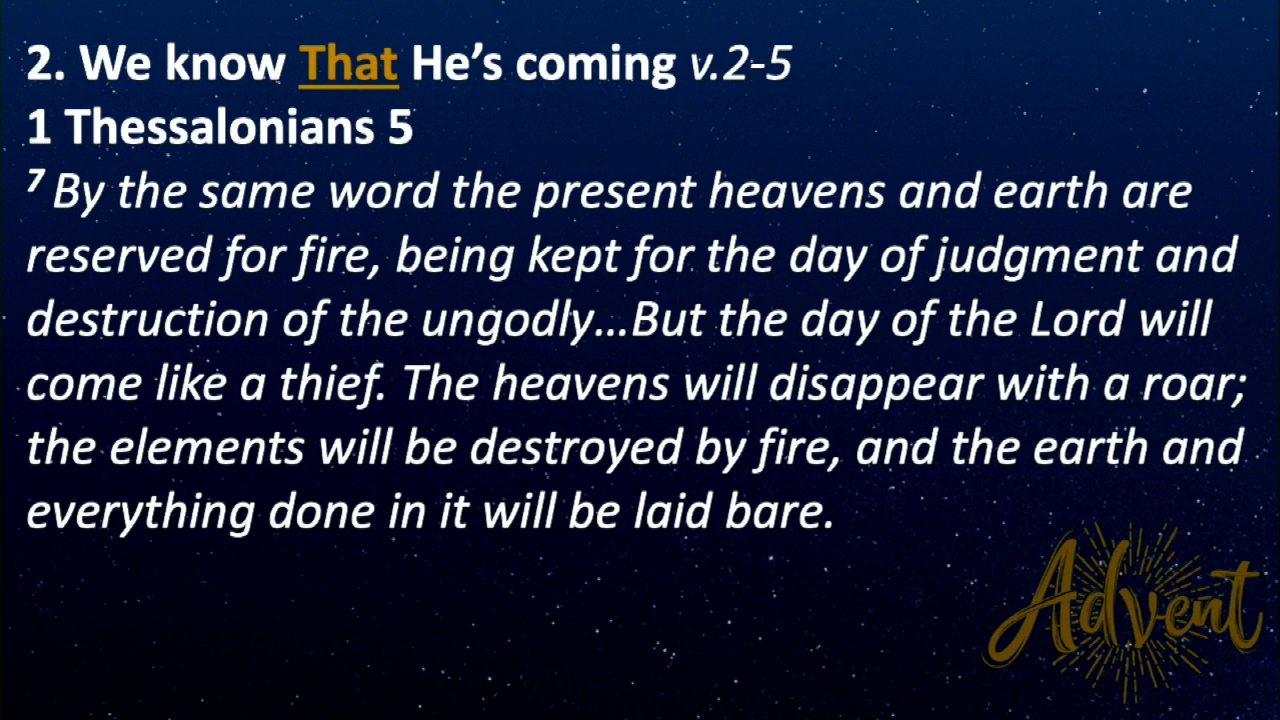 2. We know That He’s coming v.2-5
1 Thessalonians 5
⁷ By the same word the present heavens and earth are
reserved for fire, being kept for the day of judgment and
destruction of the ungodly…But the day of the Lord will
come like a thief. The heavens will disappear with a roar;
the elements will be destroyed by fire, and the earth and
everything done in it will be laid bare.
Advent